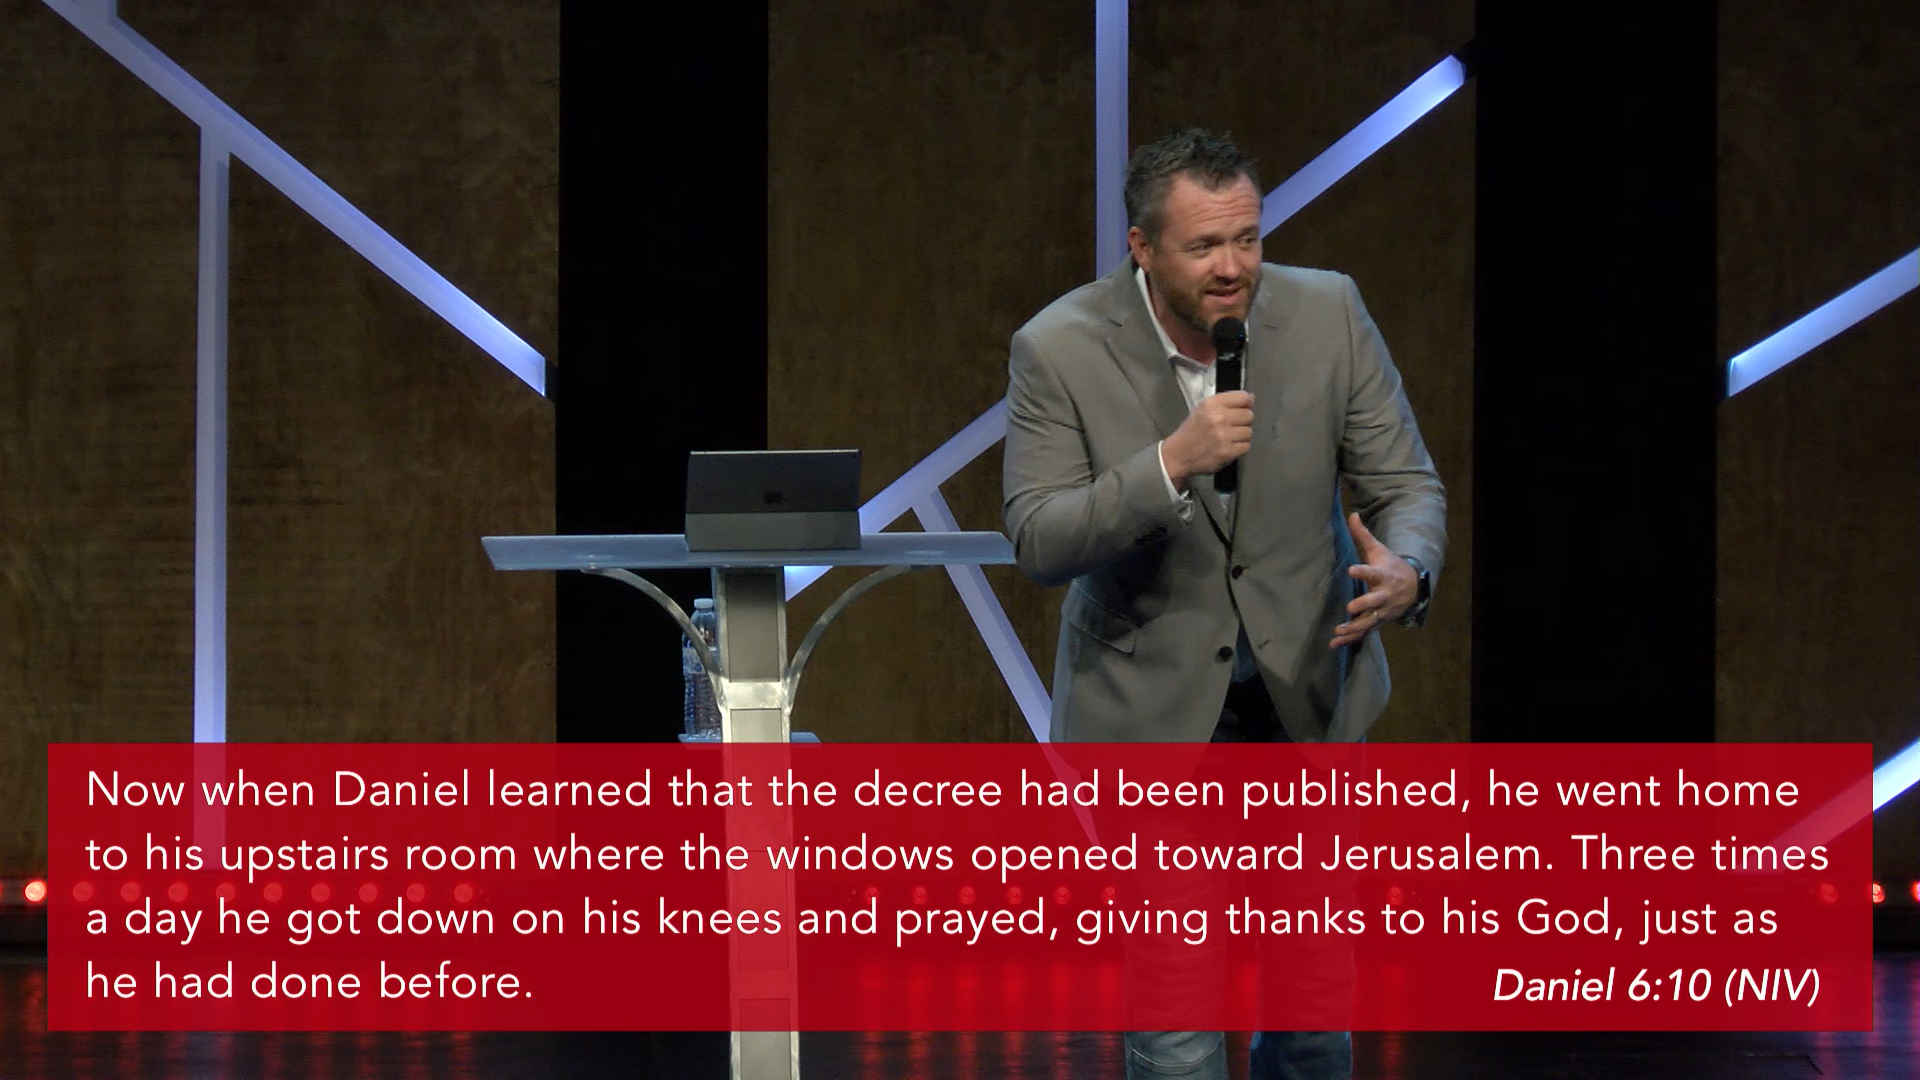 Now when Daniel learned that the decree had been published, he went home
to his upstairs room where the windows opened toward Jerusalem. Three times
a day he got down on his knees and prayed, giving thanks to his God, just as
he had done before.
Daniel 6:10 (NIV)